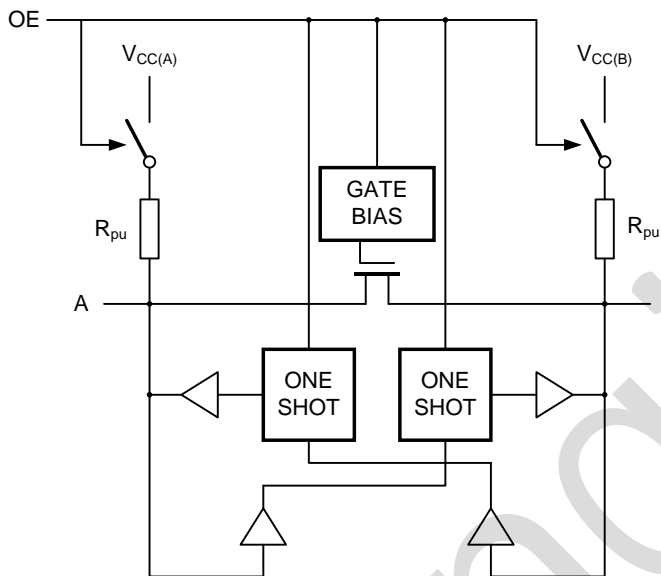 OE
VCC(A) VCC(B)
GATE
BIAS
Rpu Rpu
A
ONE ONE
SHOT SHOT